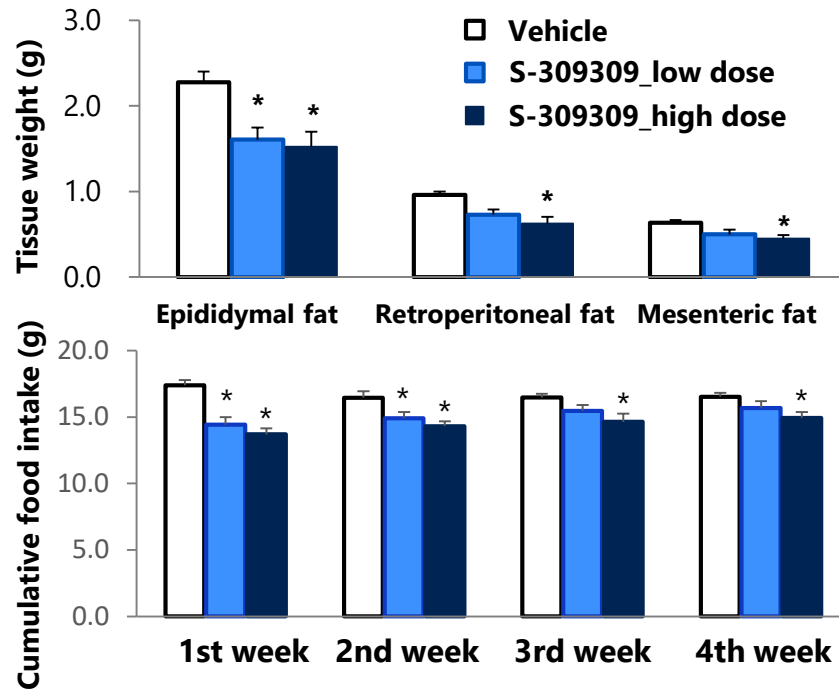 Tissue weight (g)
3.0
2.0
1.0
0.0
Vehicle
S-309309_low dose
S-309309_high dose
* *
*
*
Epididymal fat Retroperitoneal fat Mesenteric fat
Cumulative food intake (g)
20.0
15.0
10.0
5.0
0.0
* * * * * *
1st week 2nd week 3rd week 4th week